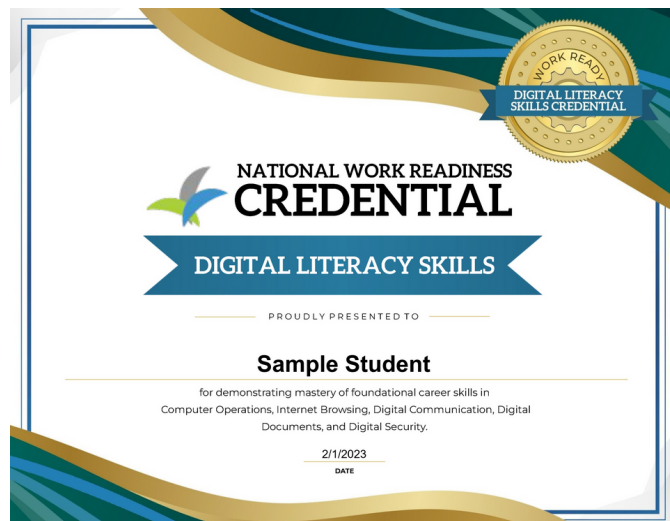 WORK READY
DIGITAL LITERACY
SKILLS CREDENTIAL
NATIONAL WORK READINESS
CREDENTIAL
DIGITAL LITERACY SKILLS
PROUDLY PRESENTED TO
Sample Student
for demonstrating mastery of foundational career skills in
Computer Operations, Internet Browsing, Digital Communication, Digital
Documents, and Digital Security.
2/1/2023
DATE